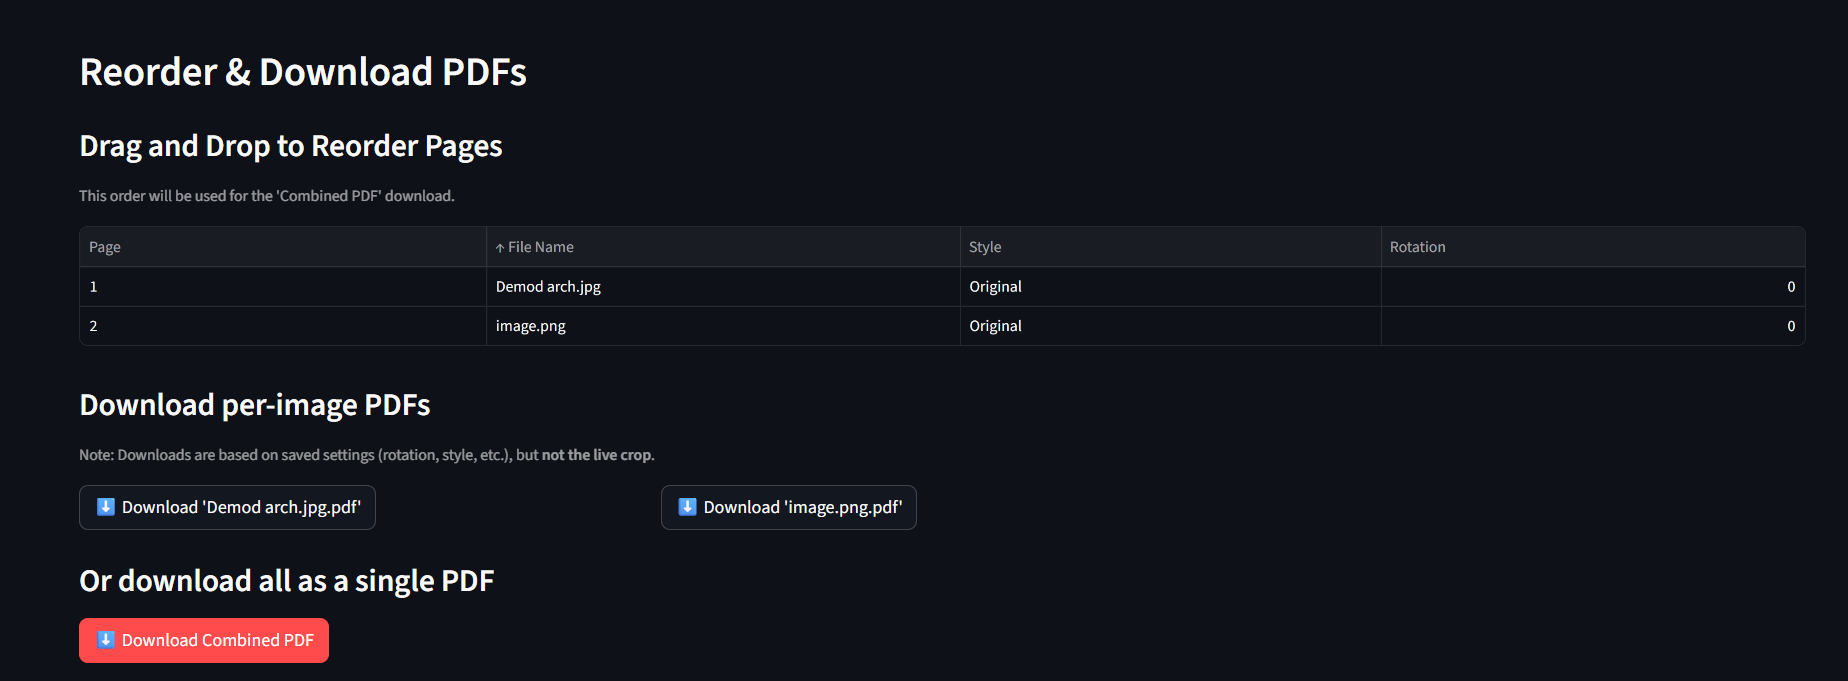 Reorder & Download PDFs
Drag and Drop to Reorder Pages
This order will be used for the 'Combined PDF' download.
Page ↑ File Name Style Rotation
1 Demod arch.jpg Original 0
2 image.png Original 0
Download per-image PDFs
Note: Downloads are based on saved settings (rotation, style, etc.), but not the live crop.
⬇️ Download 'Demod arch.jpg.pdf' ⬇️ Download 'image.png.pdf'
Or download all as a single PDF
⬇️ Download Combined PDF